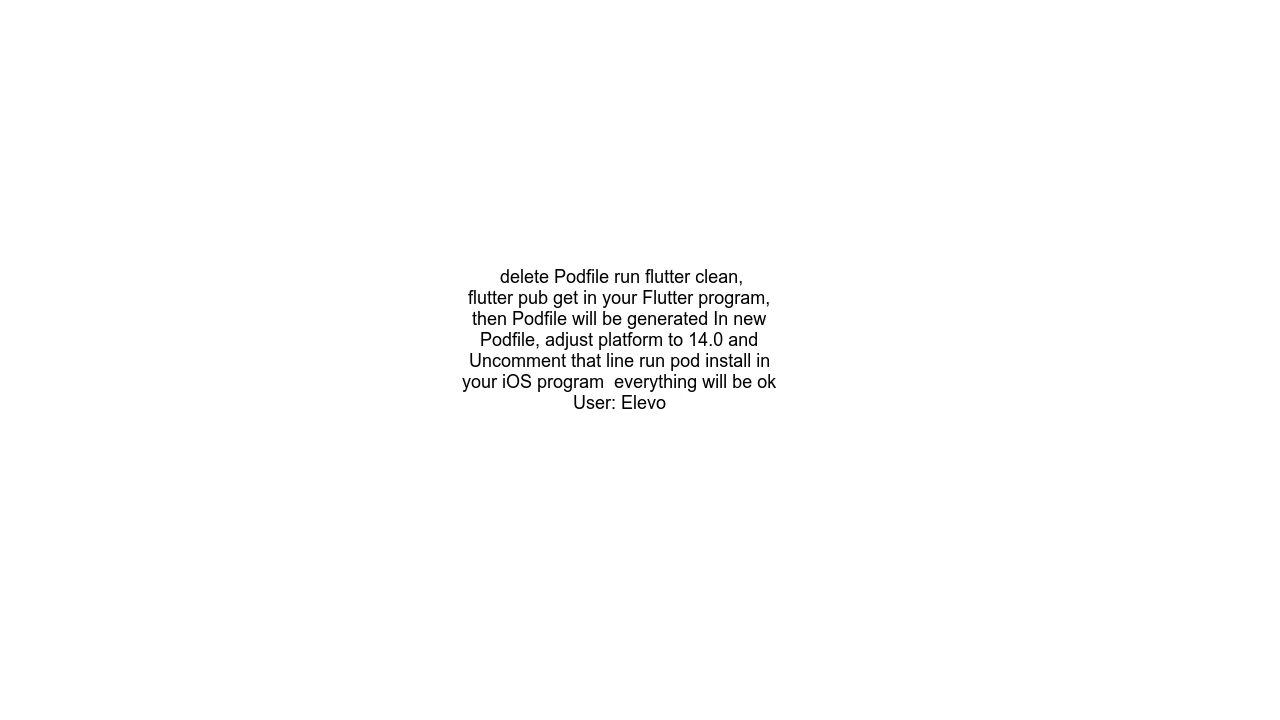 delete Podfile run flutter clean,
flutter pub get in your Flutter program,
then Podfile will be generated In new
Podfile, adjust platform to 14.0 and
Uncomment that line run pod install in
your iOS program  everything will be ok
User: Elevo